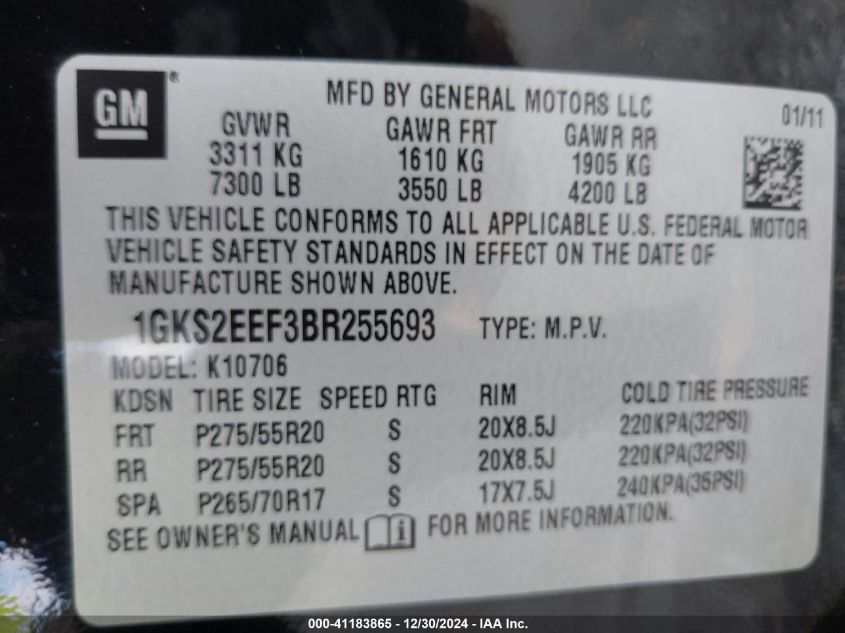 GM ® MFD BY GENERAL MOTORS LLC 01/11
GVWR GAWR FRT GAWR RR
3311 KG 1610 KG 1905 KG
7300 LB 3550 LB 4200 LB
THIS VEHICLE CONFORMS TO ALL APPLICABLE U.S. FEDERAL MOTOR
VEHICLE SAFETY STANDARDS IN EFFECT ON THE DATE OF
MANUFACTURE SHOWN ABOVE.
1GKS2EEF3BR255693 TYPE: M.P.V.
MODEL: K10706
KDSN TIRE SIZE SPEED RTG RIM COLD TIRE PRESSURE
FRT P275/55R20 S 20X8.5J 220KPA(32PSI)
RR P275/55R20 S 20X8.5J 220KPA(32PSI)
SPA P265/70R17 S 17X7.5J 240KPA(35PSI)
SEE OWNER'S MANUAL i FOR MORE INFORMATION.
000-41183865 - 12/30/2024 - IAA Inc.